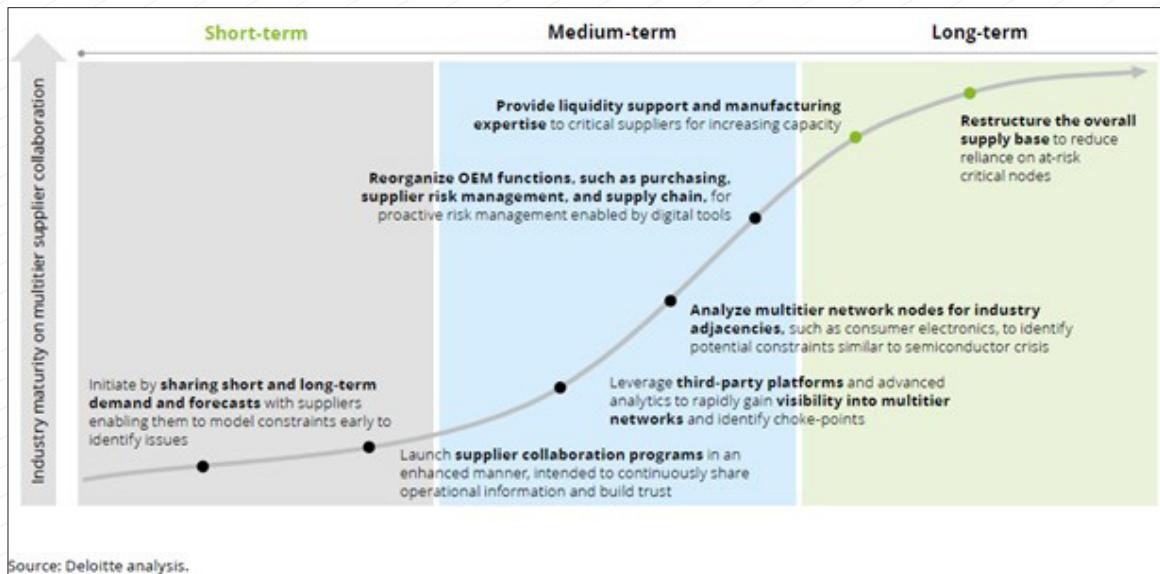 Short-term
Medium-term
Long-term
Industry maturity on multitier supplier collaboration
Provide liquidity support and manufacturing
expertise to critical suppliers for increasing capacity
Restructure the overall
supply base to reduce
reliance on at-risk
critical nodes
Reorganize OEM functions, such as purchasing,
supplier risk management, and supply chain, for
proactive risk management enabled by digital tools
Analyze multitier network nodes for industry
adjacencies, such as consumer electronics, to identify
potential constraints similar to semiconductor crisis
Initiate by sharing short and long-term
demand and forecasts with suppliers
enabling them to model constraints early to
identify issues
Leverage third-party platforms and advanced
analytics to rapidly gain visibility into multitier
networks and identify choke-points
Launch supplier collaboration programs in an
enhanced manner, intended to continuously share
operational information and build trust
Source: Deloitte analysis.